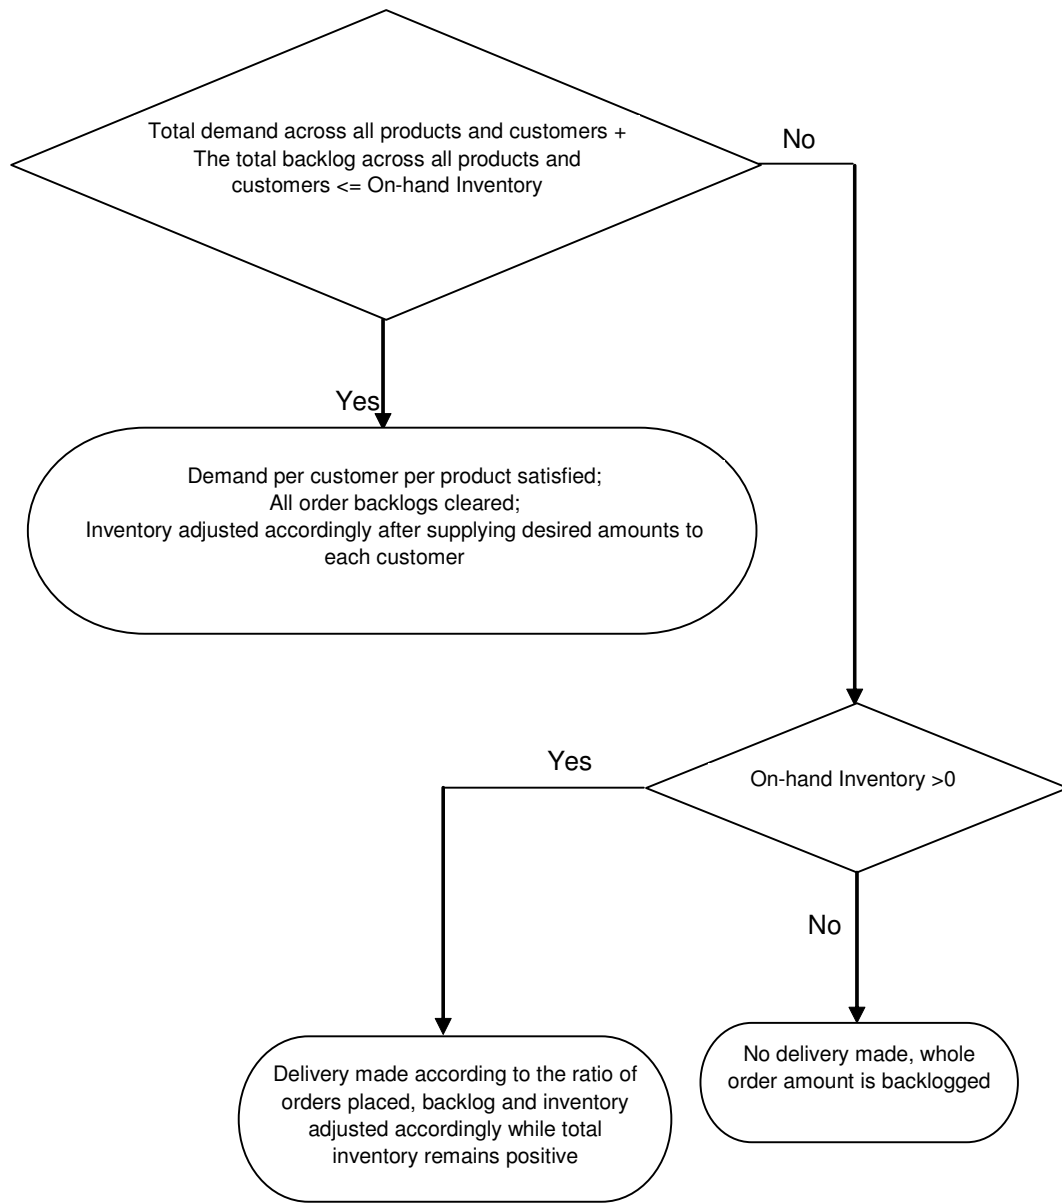 Total demand across all products and customers +
The total backlog across all products and
customers <= On-hand Inventory
No
Yes
Demand per customer per product satisfied;
All order backlogs cleared;
Inventory adjusted accordingly after supplying desired amounts to
each customer
Yes
On-hand Inventory >0
No
Delivery made according to the ratio of
orders placed, backlog and inventory
adjusted accordingly while total
inventory remains positive
No delivery made, whole
order amount is backlogged